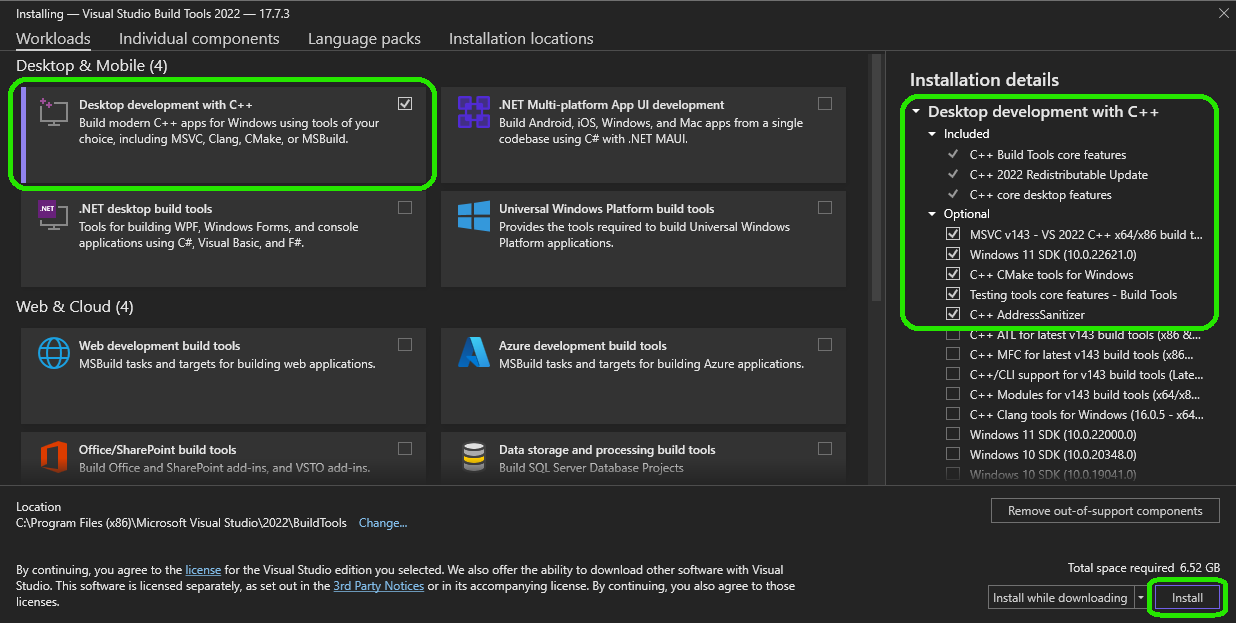 Installing — Visual Studio Build Tools 2022 — 17.7.3
Workloads
Individual components
Language packs
Installation locations
Desktop & Mobile (4)
Desktop development with C++
Build modern C++ apps for Windows using tools of your
choice, including MSVC, Clang, CMake, or MSBuild.
.NET Multi-platform App UI development
Build Android, iOS, Windows, and Mac apps from a single
codebase using C# with .NET MAUI.
.NET
.NET desktop build tools
Tools for building WPF, Windows Forms, and console
applications using C#, Visual Basic, and F#.
Universal Windows Platform build tools
Provides the tools required to build Universal Windows
Platform applications.
Web & Cloud (4)
Web development build tools
MSBuild tasks and targets for building web applications.
Azure development build tools
MSBuild tasks and targets for building Azure applications.
Office/SharePoint build tools
Build Office and SharePoint add-ins, and VSTO add-ins.
Data storage and processing build tools
Build SQL Server Database Projects
Installation details
Desktop development with C++
Included
C++ Build Tools core features
C++ 2022 Redistributable Update
C++ core desktop features
Optional
MSVC v143 - VS 2022 C++ x64/x86 build t...
Windows 11 SDK (10.0.22621.0)
C++ CMake tools for Windows
Testing tools core features - Build Tools
C++ AddressSanitizer
C++ ATL for latest v143 build tools (x86 &...
C++ MFC for latest v143 build tools (x86...
C++/CLI support for v143 build tools (Late...
C++ Modules for v143 build tools (x64/x8...
C++ Clang tools for Windows (16.0.5 - x64...
Windows 11 SDK (10.0.22000.0)
Windows 10 SDK (10.0.20348.0)
Windows 10 SDK (10.0.19041.0)
Location
C:\Program Files (x86)\Microsoft Visual Studio\2022\BuildTools Change...
Remove out-of-support components
By continuing, you agree to the license for the Visual Studio edition you selected. We also offer the ability to download other software with Visual
Studio. This software is licensed separately, as set out in the 3rd Party Notices or in its accompanying license. By continuing, you also agree to those
licenses.
Total space required 6.52 GB
Install while downloading
Install